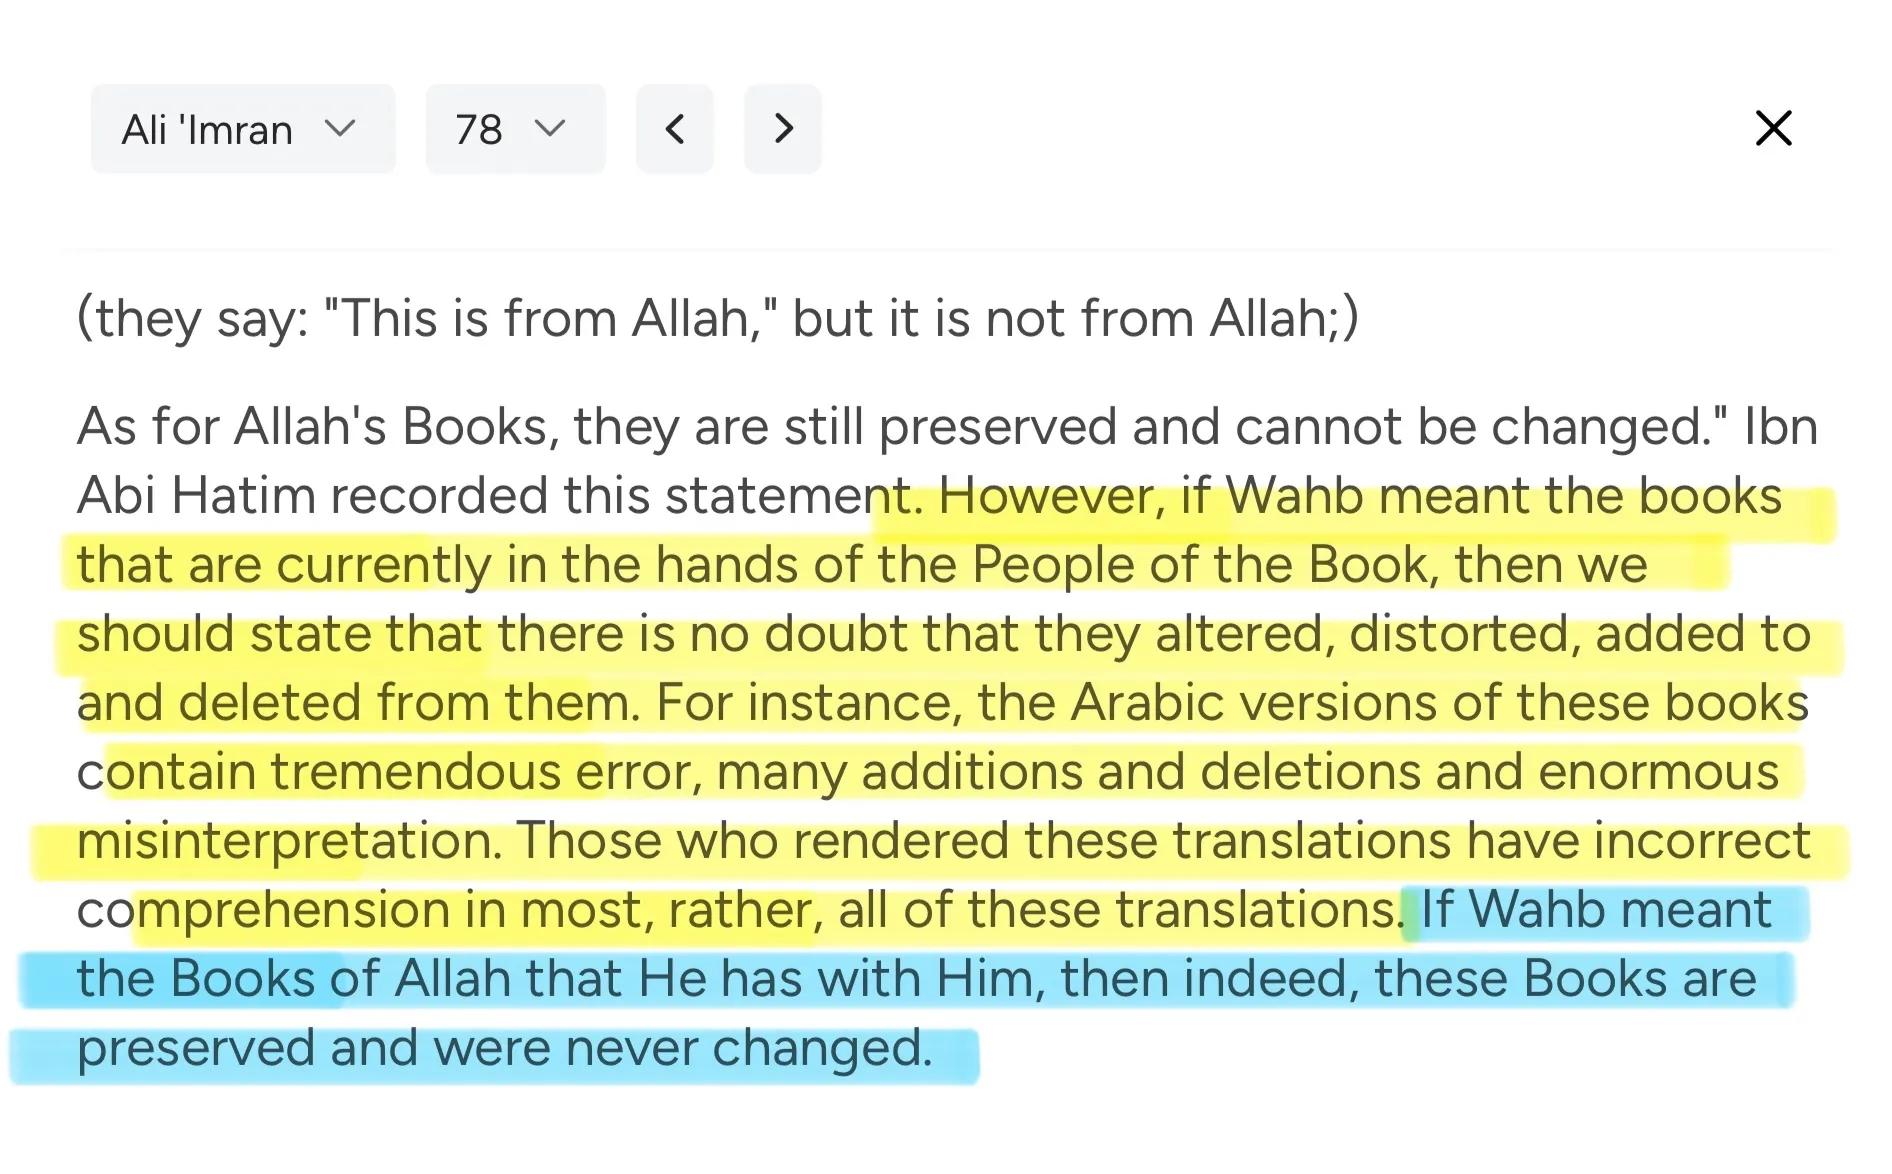 Ali 'Imran 78
(they say: "This is from Allah," but it is not from Allah;)
As for Allah's Books, they are still preserved and cannot be changed." Ibn
Abi Hatim recorded this statement. However, if Wahb meant the books
that are currently in the hands of the People of the Book, then we
should state that there is no doubt that they altered, distorted, added to
and deleted from them. For instance, the Arabic versions of these books
contain tremendous error, many additions and deletions and enormous
misinterpretation. Those who rendered these translations have incorrect
comprehension in most, rather, all of these translations. If Wahb meant
the Books of Allah that He has with Him, then indeed, these Books are
preserved and were never changed.